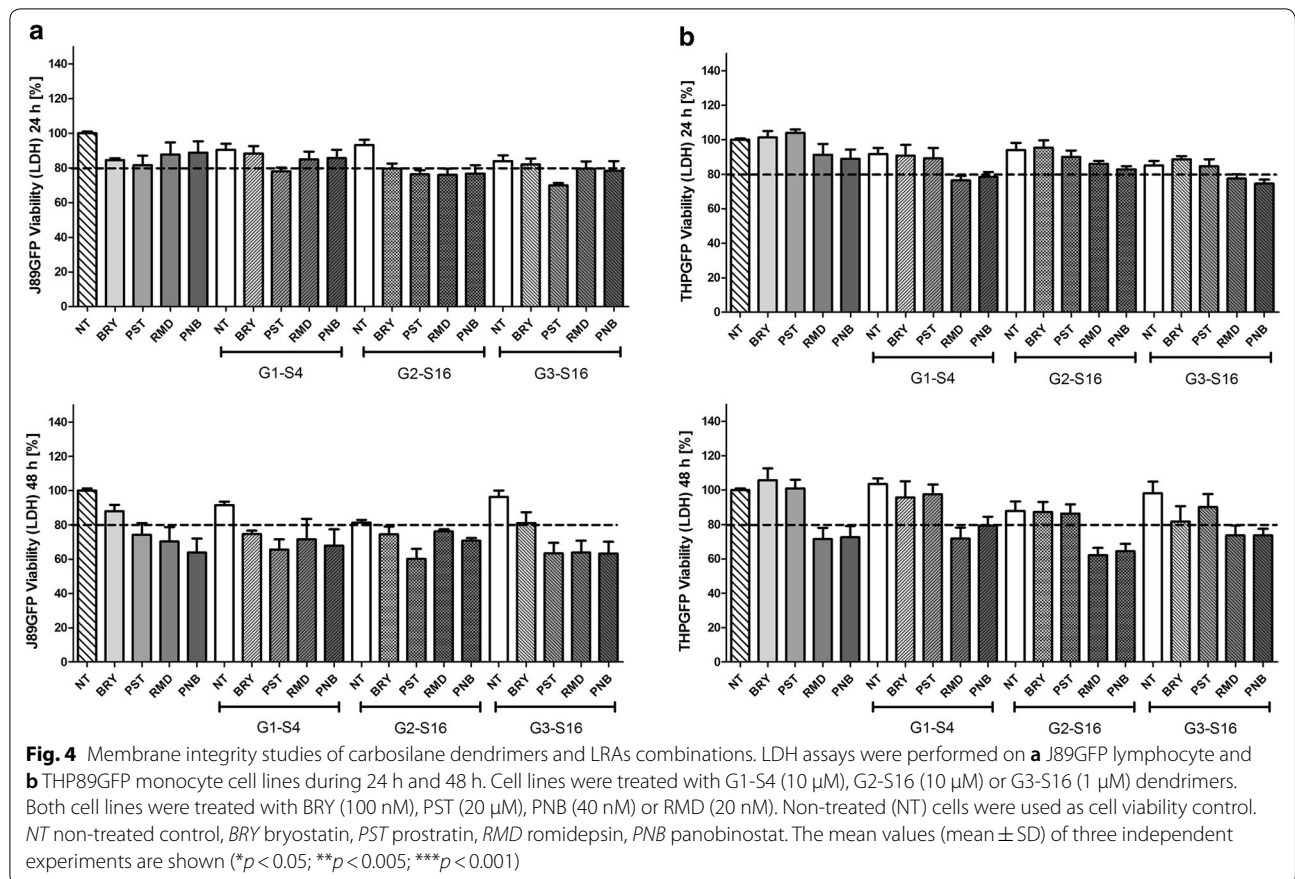 a
J89GFP Viability (LDH) 24 h [%]
140
120
100
80
60
40
20
0
NT BRY PST RMD PNB NT BRY PST RMD PNB NT BRY PST RMD PNB NT BRY PST RMD PNB
G1-S4 G2-S16 G3-S16
b
THPGFP Viability (LDH) 24 h [%]
140
120
100
80
60
40
20
0
NT BRY PST RMD PNB NT BRY PST RMD PNB NT BRY PST RMD PNB NT BRY PST RMD PNB
G1-S4 G2-S16 G3-S16
J89GFP Viability (LDH) 48 h [%]
140
120
100
80
60
40
20
0
NT BRY PST RMD PNB NT BRY PST RMD PNB NT BRY PST RMD PNB NT BRY PST RMD PNB
G1-S4 G2-S16 G3-S16
THPGFP Viability (LDH) 48 h [%]
140
120
100
80
60
40
20
0
NT BRY PST RMD PNB NT BRY PST RMD PNB NT BRY PST RMD PNB NT BRY PST RMD PNB
G1-S4 G2-S16 G3-S16
Fig. 4 Membrane integrity studies of carbosilane dendrimers and LRAs combinations. LDH assays were performed on a J89GFP lymphocyte and
b THP89GFP monocyte cell lines during 24 h and 48 h. Cell lines were treated with G1-S4 (10 µM), G2-S16 (10 µM) or G3-S16 (1 µM) dendrimers.
Both cell lines were treated with BRY (100 nM), PST (20 µM), PNB (40 nM) or RMD (20 nM). Non-treated (NT) cells were used as cell viability control.
NT non-treated control, BRY bryostatin, PST prostratin, RMD romidepsin, PNB panobinostat. The mean values (mean ± SD) of three independent
experiments are shown (*p < 0.05; **p < 0.005; ***p < 0.001)